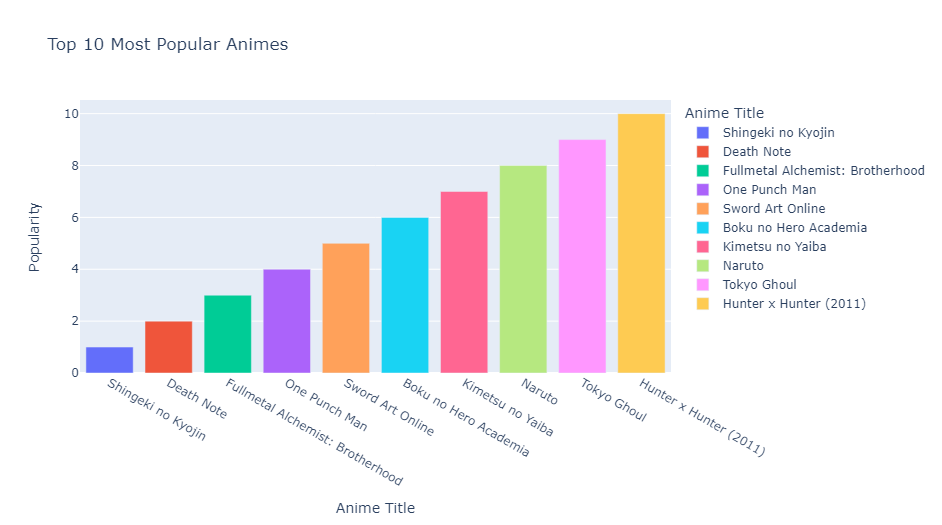 Top 10 Most Popular Animes
Popularity
10
8
6
4
2
0
Shingeki no Kyojin
Death Note
Fullmetal Alchemist: Brotherhood
One Punch Man
Sword Art Online
Boku no Hero Academia
Kimetsu no Yaiba
Naruto
Tokyo Ghoul
Hunter x Hunter (2011)
Anime Title
Anime Title
Shingeki no Kyojin
Death Note
Fullmetal Alchemist: Brotherhood
One Punch Man
Sword Art Online
Boku no Hero Academia
Kimetsu no Yaiba
Naruto
Tokyo Ghoul
Hunter x Hunter (2011)